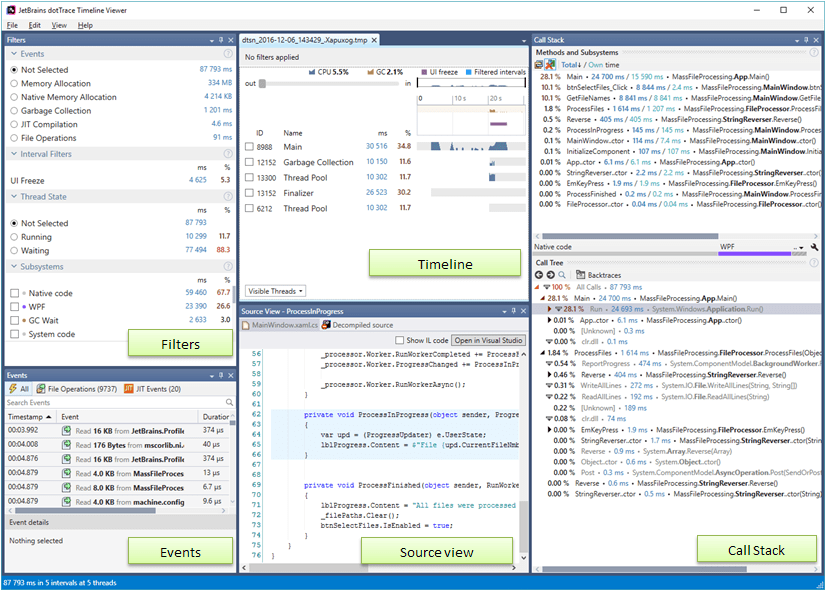 JetBrains dotTrace Timeline Viewer
File Edit View Help
Filters
Events
Not Selected 87 793 ms
Memory Allocation 334 MB
Native Memory Allocation 4 214 KB
Garbage Collection 1 201 ms
JIT Compilation 4.6 ms
File Operations 91 ms
Interval Filters
ms %
UI Freeze 4 625 5.3
Thread State
ms %
Not Selected 87 793
Running 10 299 11.7
Waiting 77 494 88.3
Subsystems
ms %
Native code 59 460 67.7
WPF 23 390 26.6
GC Wait 2 633 3.0
System code
Filters
Events
All File Operations (9737) JIT Events (20)
Search Events
Timestamp Event Duration
00:03.992 Read 16 KB from JetBrains.Profile 374 µs
00:04.008 Read 176 Bytes from mscorlib.ni. 40 µs
00:04.876 Read 16 KB from JetBrains.Profile 374 µs
00:04.879 Read 4.0 KB from MassFileProces 13 µs
00:04.879 Read 8.0 KB from MassFileProces 6.7 µs
00:04.879 Read 4.0 KB from machine.config 9.6 µs
Event details
Nothing selected
Events
dtsn_2016-12-06_143429_.Xapuxog.tmp
No filters applied
CPU 5.5% GC 2.1% UI freeze Filtered intervals
out in
0 10 s 20 s
ID Name ms %
8988 Main 30 516 34.8
12152 Garbage Collection 10 150 11.6
13300 Thread Pool 10 302 11.7
13152 Finalizer 26 523 30.2
6212 Thread Pool 10 302 11.7
Timeline
Visible Threads
Source View - ProcessInProgress
MainWindow.xaml.cs Decompiled source
Show IL code Open in Visual Studio
56 _processor.Worker.RunWorkerCompleted += Process
57 _processor.Worker.ProgressChanged += ProcessInPr
58
59 _processor.Worker.RunWorkerAsync();
60 }
61
62 private void ProcessInProgress(object sender, Progre
63 {
64 var upd = (ProgressUpdater) e.UserState;
65 lblProgress.Content = $"File {upd.CurrentFileNmb
66 }
67
68
69 private void ProcessFinished(object sender, RunWorke
70 {
71 lblProgress.Content = "All files were processed
72 _filePaths.Clear();
73 btnSelectFiles.IsEnabled = true;
74 }
75 }
76 }
Source view
Call Stack
Methods and Subsystems
Total / Own time
28.1 % Main • 24 700 ms / 15 590 ms • MassFileProcessing.App.Main()
10.1 % btnSelectFiles_Click • 8 844 ms / 2.4 ms • MassFileProcessing.MainWindow.btnS
10.1 % GetFileNames • 8 841 ms / 8 841 ms • MassFileProcessing.MainWindow.GetFile
1.8 % ProcessFiles • 1 614 ms / 1 207 ms • MassFileProcessing.FileProcessor.ProcessFiles
0.5 % Reverse • 405 ms / 405 ms • MassFileProcessing.StringReverser.Reverse()
0.2 % ProcessInProgress • 145 ms / 145 ms • MassFileProcessing.MainWindow.Process
0.1 % MainWindow..ctor • 114 ms / 7.4 ms • MassFileProcessing.MainWindow..ctor()
0.1 % InitializeComponent • 107 ms / 107 ms • MassFileProcessing.MainWindow.Initia
0.01 % App..ctor • 6.1 ms / 6.1 ms • MassFileProcessing.App..ctor()
0.00 % StringReverser..ctor • 2.2 ms / 2.2 ms • MassFileProcessing.StringReverser..ctor(
0.00 % EmKeyPress • 1.9 ms / 1.9 ms • MassFileProcessing.FileProcessor.EmKeyPress()
0.00 % ProcessFinished • 0.2 ms / 0.2 ms • MassFileProcessing.MainWindow.ProcessFin
0.00 % FileProcessor..ctor • 0.04 ms / 0.04 ms • MassFileProcessing.FileProcessor..ctor(
Native code WPF ..
Call Tree
Backtraces
100 % All Calls • 87 793 ms
28.1 % Main • 24 700 ms • MassFileProcessing.App.Main()
28.1 % Run • 24 693 ms • System.Windows.Application.Run()
0.01 % App..ctor • 6.1 ms • MassFileProcessing.App..ctor()
0.00 % [Unknown] • 0.3 ms
0.00 % clr.dll • 0.1 ms
1.84 % ProcessFiles • 1 614 ms • MassFileProcessing.FileProcessor.ProcessFiles(Objec
0.54 % ReportProgress • 474 ms • System.ComponentModel.BackgroundWorker.R
0.46 % Reverse • 404 ms • MassFileProcessing.StringReverser.Reverse()
0.31 % WriteAllLines • 272 ms • System.IO.File.WriteAllLines(String, String[])
0.22 % ReadAllLines • 192 ms • System.IO.File.ReadAllLines(String)
0.22 % [Unknown] • 189 ms
0.08 % clr.dll • 74 ms
0.00 % EmKeyPress • 1.9 ms • MassFileProcessing.FileProcessor.EmKeyPress()
0.00 % StringReverser..ctor • 1.7 ms • MassFileProcessing.StringReverser..ctor(Strin
0.00 % Reverse • 0.9 ms • System.Array.Reverse(Array)
0.00 % Object..ctor • 0.6 ms • System.Object..ctor()
0.00 % Post • 0.3 ms • System.ComponentModel.AsyncOperation.Post(SendOrPost
0.00 % Reverse • 0.6 ms • MassFileProcessing.StringReverser.Reverse()
0.00 % StringReverser..ctor • 0.5 ms • MassFileProcessing.StringReverser..ctor(String)
Call Stack
87 793 ms in 5 intervals at 5 threads